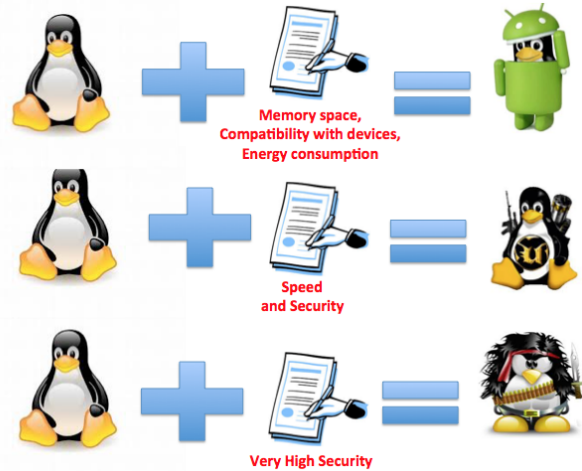 Memory space,
Compatibility with devices,
Energy consumption
Speed
and Security
Very High Security